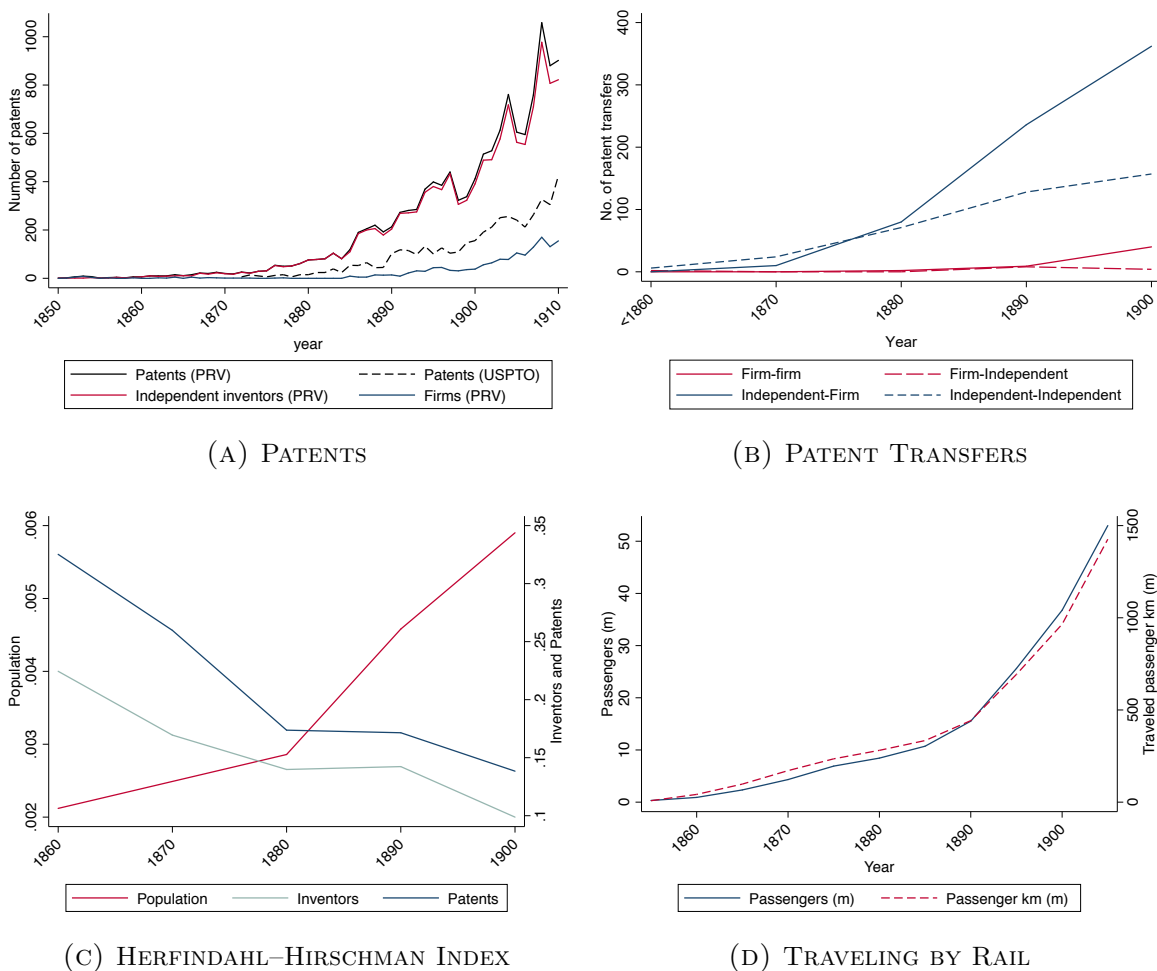 Number of patents
1000
800
600
400
200
0
1850
1860
1870
1880
1890
1900
1910
year
Patents (PRV)
Patents (USPTO)
Independent inventors (PRV)
Firms (PRV)
(A) Patents
No. of patent transfers
400
300
200
100
0
<1860
1870
1880
1890
1900
Year
Firm-firm
Firm-Independent
Independent-Firm
Independent-Independent
(B) Patent Transfers
Population
.006
.005
.004
.003
.002
Inventors and Patents
.35
.3
.25
.2
.15
.1
1860
1870
1880
1890
1900
Population
Inventors
Patents
(C) Herfindahl–Hirschman Index
Passengers (m)
50
40
30
20
10
0
Traveled passenger km (m)
1500
1000
500
0
1860
1870
1880
1890
1900
Year
Passengers (m)
Passenger km (m)
(D) Traveling by Rail